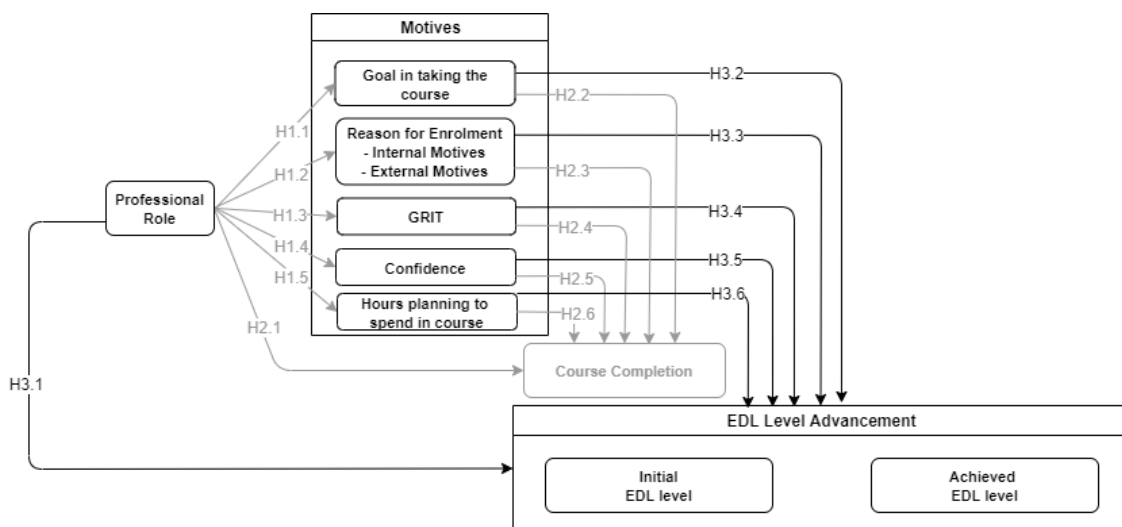 Motives
Goal in taking the
course
H3.2
H2.2
H1.1
Reason for Enrolment
- Internal Motives
- External Motives
H3.3
H2.3
H1.2
Professional
Role
GRIT
H3.4
H1.3
H2.4
H1.4
Confidence
H3.5
H1.5
H2.5
Hours planning to
spend in course
H3.6
H2.6
H2.1
Course Completion
H3.1
EDL Level Advancement
Initial
EDL level
Achieved
EDL level